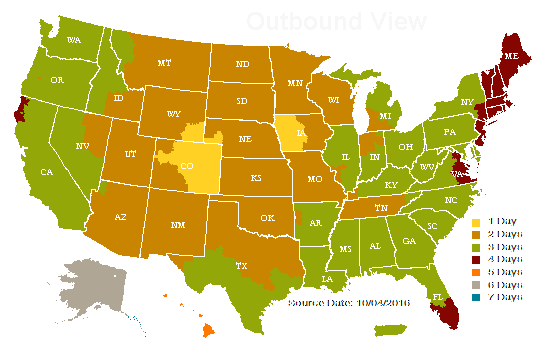 Outbound View
WA
ME
MT
ND
OR
MN
ID
SD
WI
NY
WY
MI
IA
PA
NE
NV
OH
IL
IN
UT
CO
WV
VA
CA
KS
MO
KY
NC
TN
OK
AZ
NM
AR
SC
1 Day
MS
AL
GA
2 Days
3 Days
TX
LA
4 Days
5 Days
FL
6 Days
Source Date: 10/04/2016
7 Days